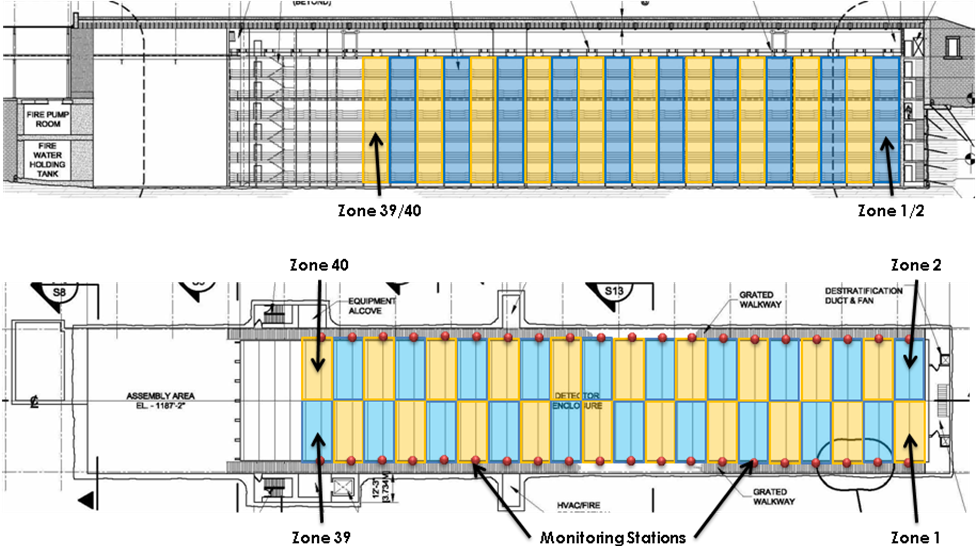 (BEYOND)
FIRE PUMP
ROOM
FIRE
WATER
HOLDING
TANK
Zone 39/40
Zone 1/2
Zone 40
Zone 2
S8
S13
EQUIPMENT
ALCOVE
GRATED
WALKWAY
DESTRATIFICATION
DUCT & FAN
ASSEMBLY AREA
EL. - 1187'-2"
DETECTOR
ENCLOSURE
12'-3"
[3.734M]
HVAC/FIRE
GRATED
WALKWAY
Zone 39
Monitoring Stations
Zone 1